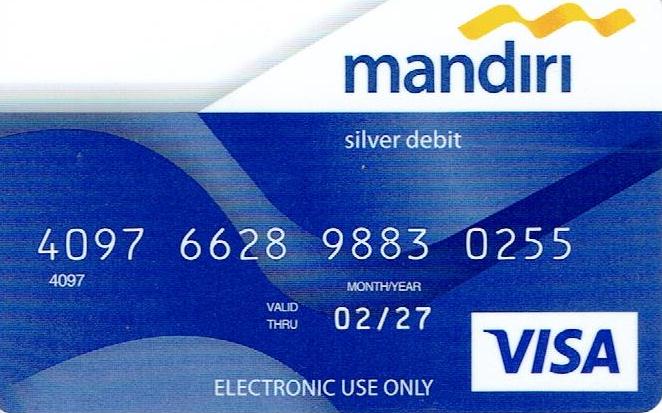 mandiri
silver debit
4097 6628 9883 0255
4097
MONTH/YEAR
VALID THRU 02/27
VISA
ELECTRONIC USE ONLY